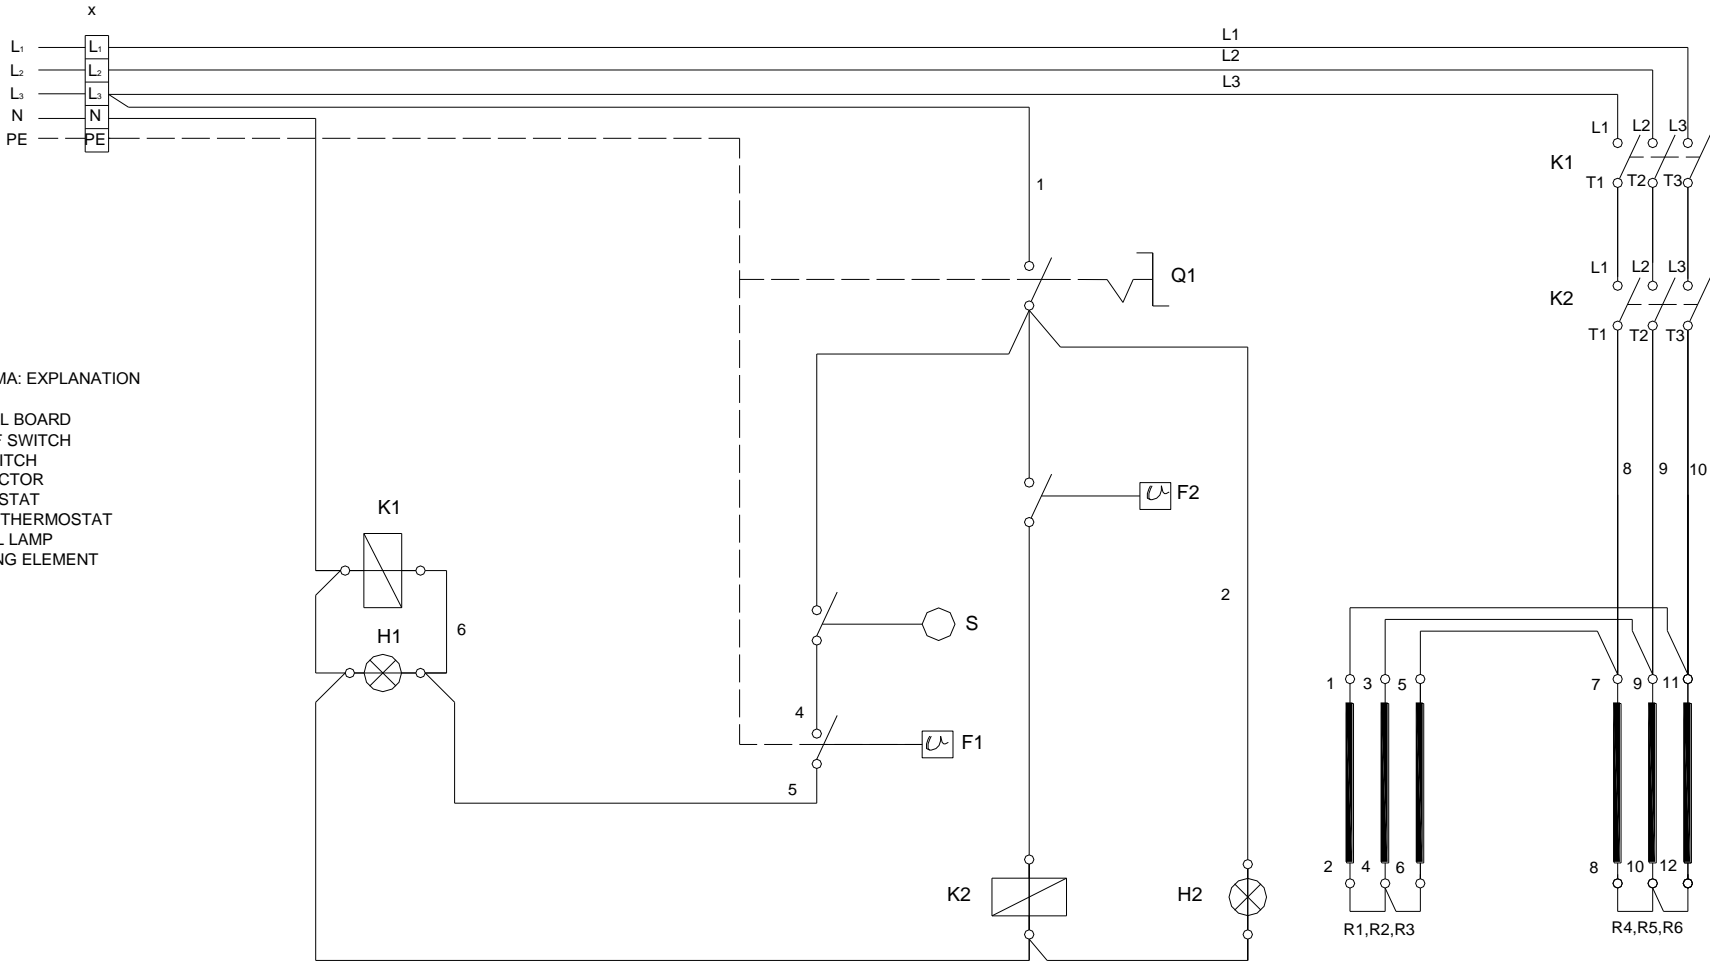 x
L₁ L₁ L1
L₂ L₂ L2
L₃ L₃ L3
N N
PE PE
L1 L2 L3
K1
T1 T2 T3
1
L1 L2 L3
Q1
K2
T1 T2 T3
MA: EXPLANATION
L BOARD
F SWITCH
ITCH
CTOR
STAT
THERMOSTAT
L LAMP
NG ELEMENT
8 9 10
F2
K1
2
S
6
H1
1 3 5 7 9 11
4
F1
5
2 4 6 8 10 12
K2 H2
R1,R2,R3 R4,R5,R6